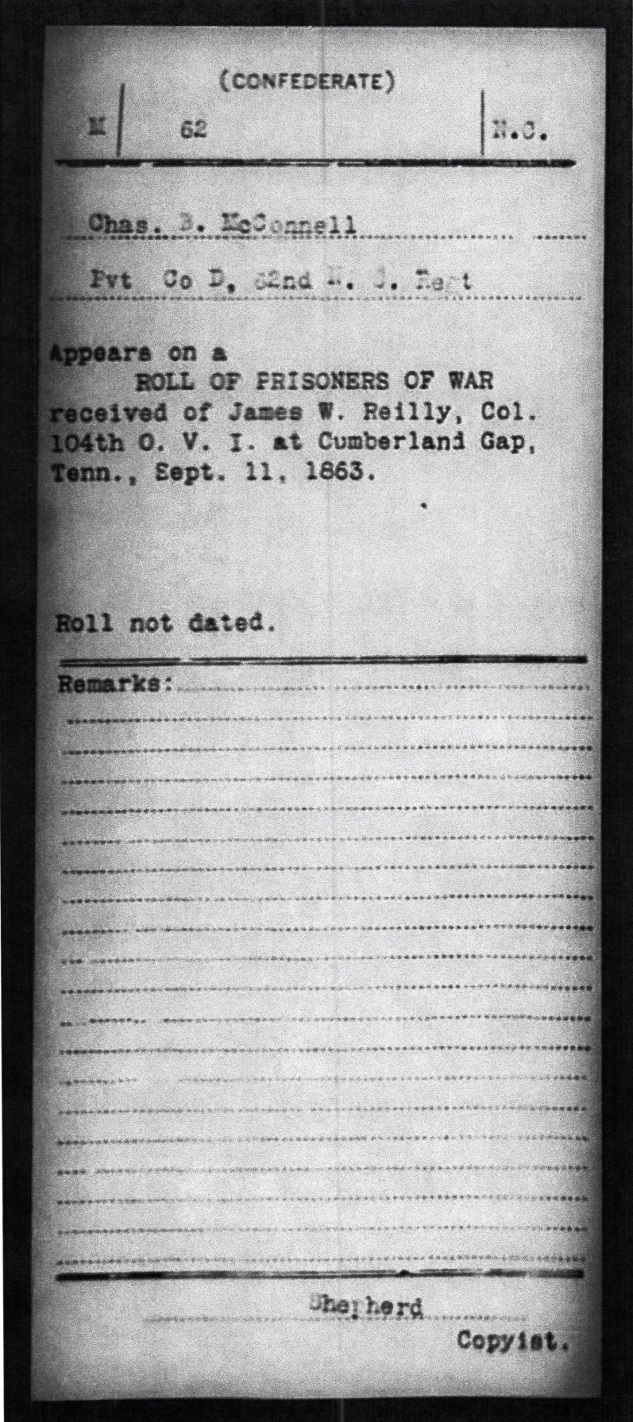 (CONFEDERATE)
M 62 N.C.
Chas. B. McConnell
Pvt Co D, 62nd N. C. Regt
Appears on a
ROLL OF PRISONERS OF WAR
received of James W. Reilly, Col.
104th O. V. I. at Cumberland Gap,
Tenn., Sept. 11, 1863.
Roll not dated.
Remarks:
Shepherd
Copyist.